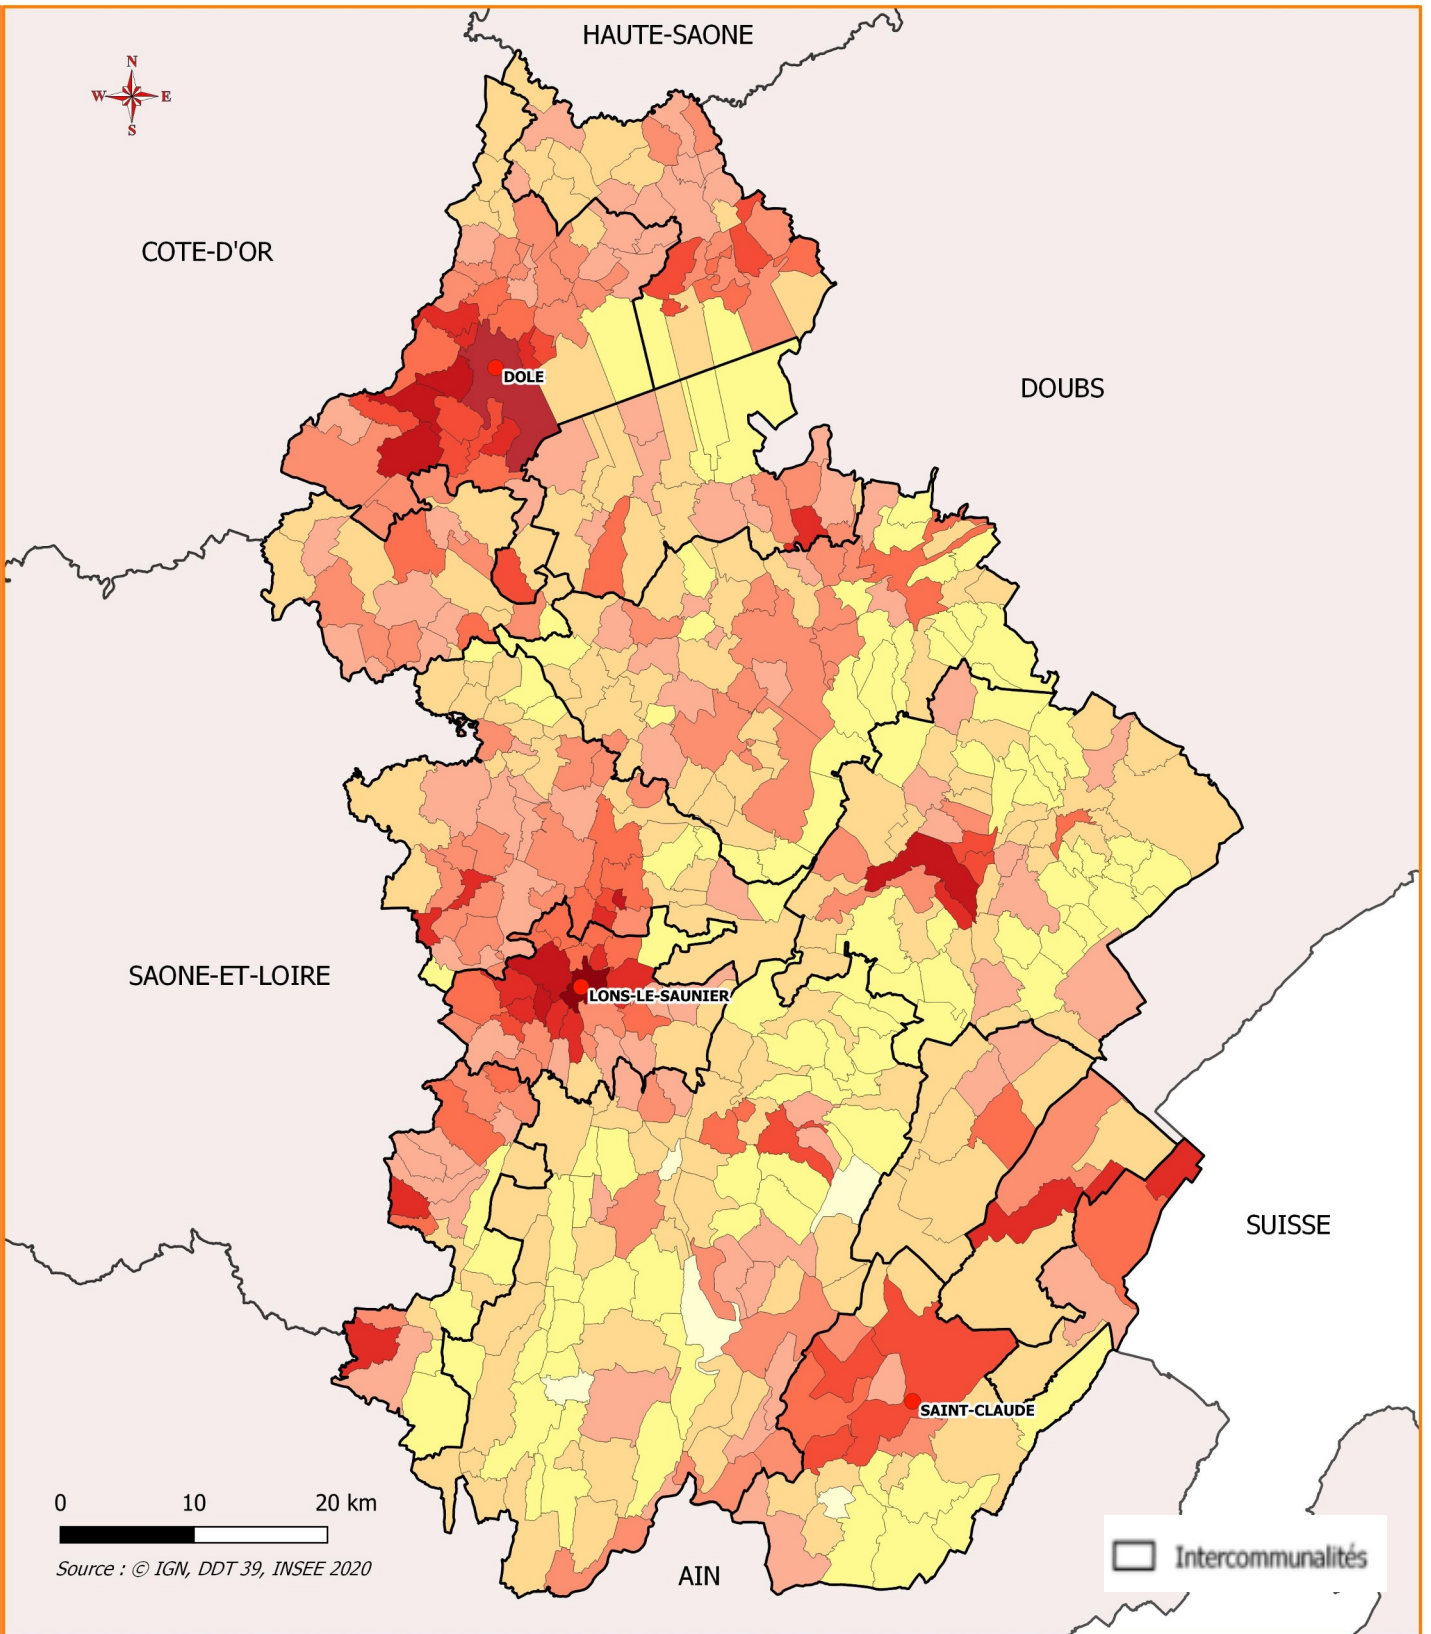 HAUTE-SAONE
N
W E
S
COTE-D'OR
DOUBS
DOLE
SAONE-ET-LOIRE
LONS-LE-SAUNIER
SUISSE
SAINT-CLAUDE
0 10 20 km
Source : © IGN, DDT 39, INSEE 2020
AIN
Intercommunalités